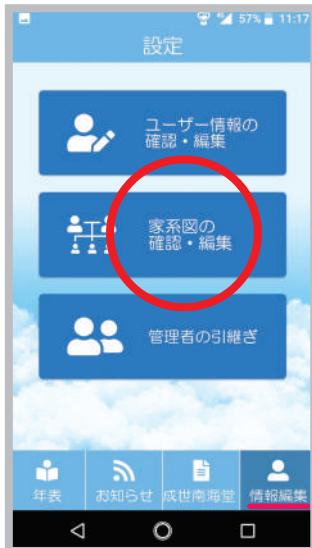 57% 11:17
設定
ユーザー情報の
確認・編集
家系図の
確認・編集
管理者の引継ぎ
年表 お知らせ 成世南海堂 情報編集